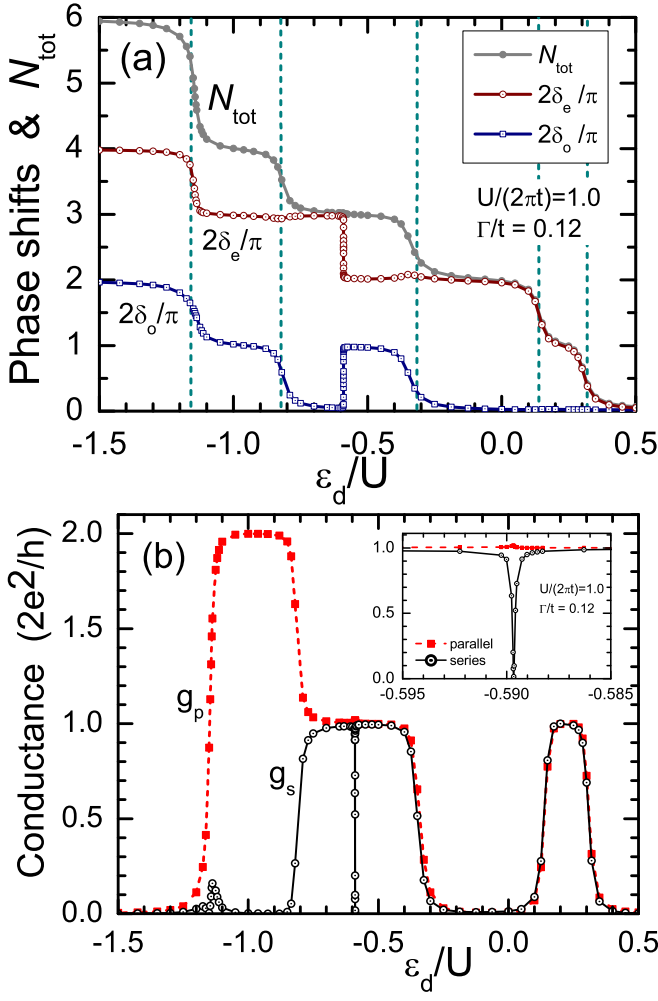 (a)
Phase shifts & N_tot
6
5
4
3
2
1
0
N_tot
2δ_e/π
2δ_o/π
N_tot
2δ_e/π
2δ_o/π
U/(2πt)=1.0
Γ/t = 0.12
-1.5 -1.0 -0.5 0.0 0.5
ε_d/U
(b)
Conductance (2e²/h)
2.0
1.5
1.0
0.5
0.0
g_p
g_s
1.0
0.5
0.0
U/(2πt)=1.0
Γ/t = 0.12
parallel
series
-0.595 -0.590 -0.585
-1.5 -1.0 -0.5 0.0 0.5
ε_d/U